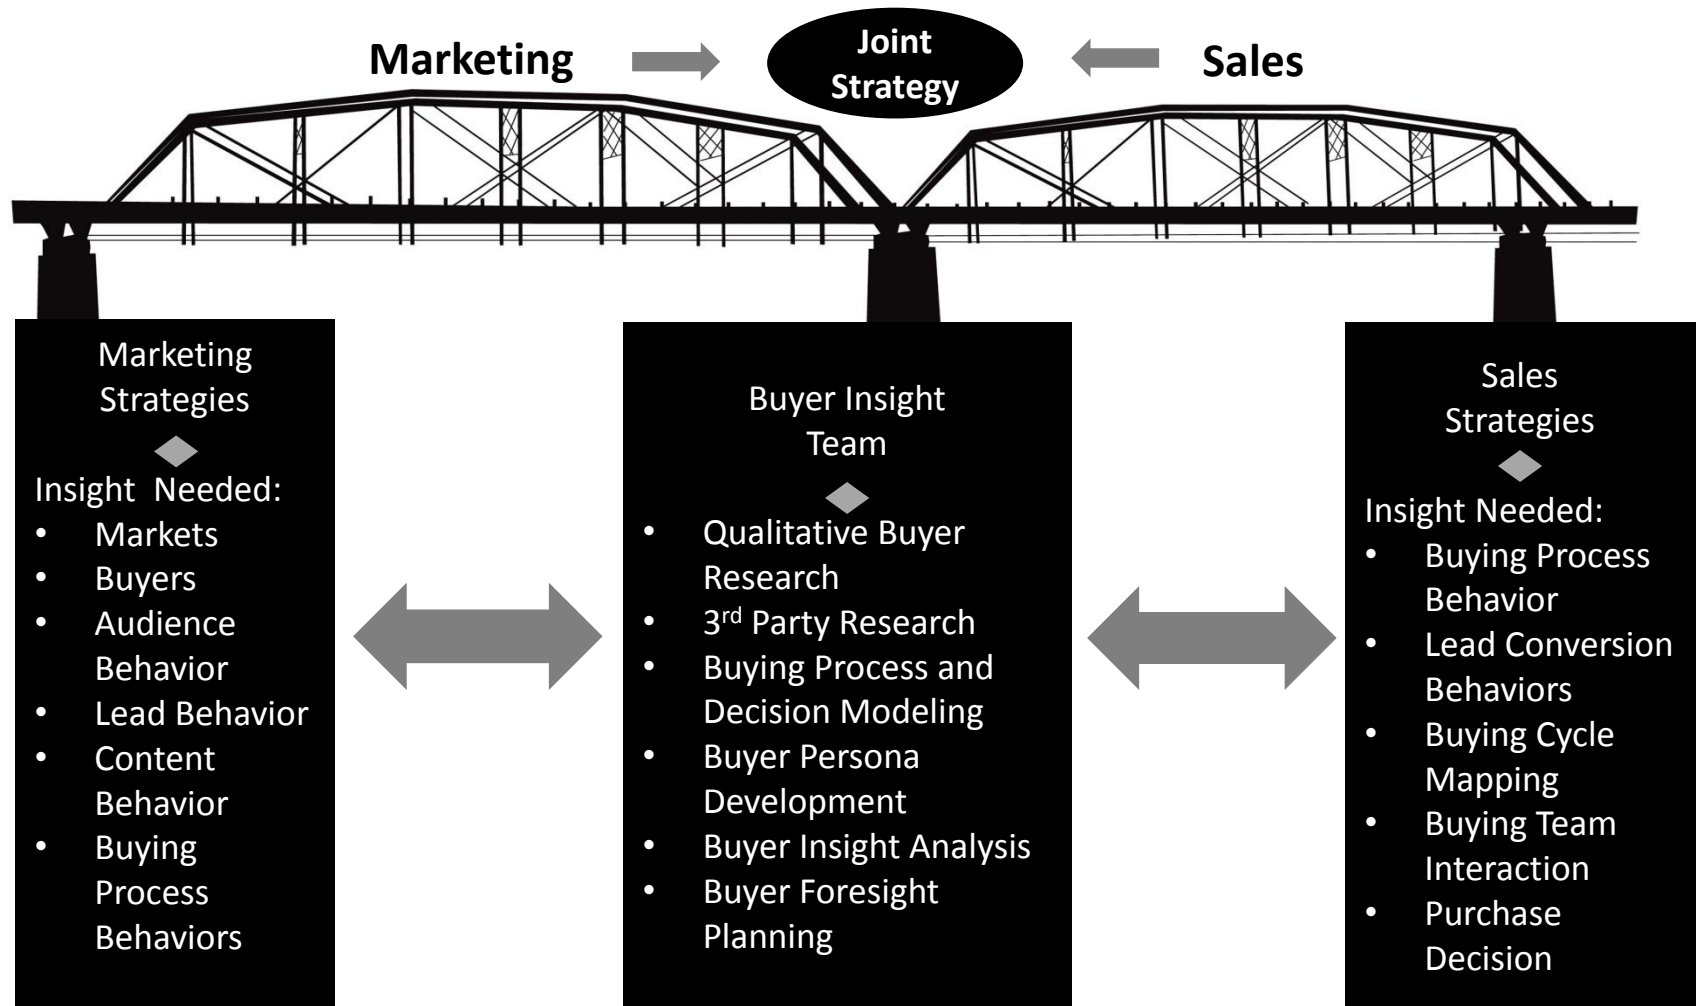 Marketing
Joint
Strategy
Sales
Marketing
Strategies
Insight  Needed:
• Markets
• Buyers
• Audience
Behavior
• Lead Behavior
• Content
Behavior
• Buying
Process
Behaviors
Buyer Insight
Team
• Qualitative Buyer
Research
• 3rd Party Research
• Buying Process and
Decision Modeling
• Buyer Persona
Development
• Buyer Insight Analysis
• Buyer Foresight
Planning
Sales
Strategies
Insight Needed:
• Buying Process
Behavior
• Lead Conversion
Behaviors
• Buying Cycle
Mapping
• Buying Team
Interaction
• Purchase
Decision